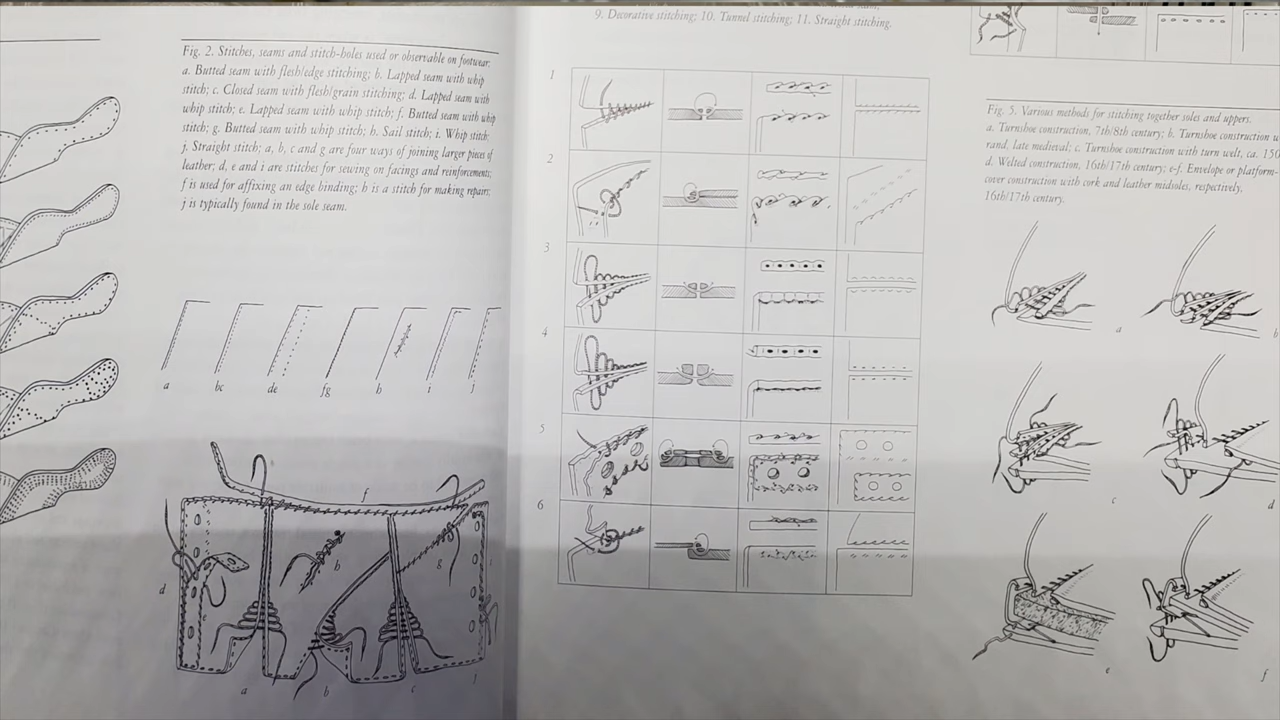 Fig. 2. Stitches, seams and stitch-holes used or observable on footwear.
a. Butted seam with flesh/edge stitching; b. Lapped seam with whip
stitch; c. Closed seam with flesh/grain stitching; d. Lapped seam with
whip stitch; e. Lapped seam with whip stitch; f. Butted seam with whip
stitch; g. Butted seam with whip stitch; h. Sail stitch; i. Whip stitch;
j. Straight stitch; a, b, c and g are four ways of joining larger pieces of
leather; d, e and i are stitches for sewing on facings and reinforcements;
f is used for affixing an edge binding; h is a stitch for making repairs;
j is typically found in the sole seam.
a
bc
de
fg
h
i
j
f
h
g
d
e
i
a
b
c
j
9. Decorative stitching; 10. Tunnel stitching; 11. Straight stitching.
1
2
3
4
5
6
Fig. 5. Various methods for stitching together soles and uppers.
a. Turnshoe construction, 7th/8th century; b. Turnshoe construction
rand, late medieval; c. Turnshoe construction with turn welt, ca.
d. Welted construction, 16th/17th century; e-f. Envelope or platform-
cover construction with cork and leather midsoles, respectively,
16th/17th century.
a
b
c
d
e
f